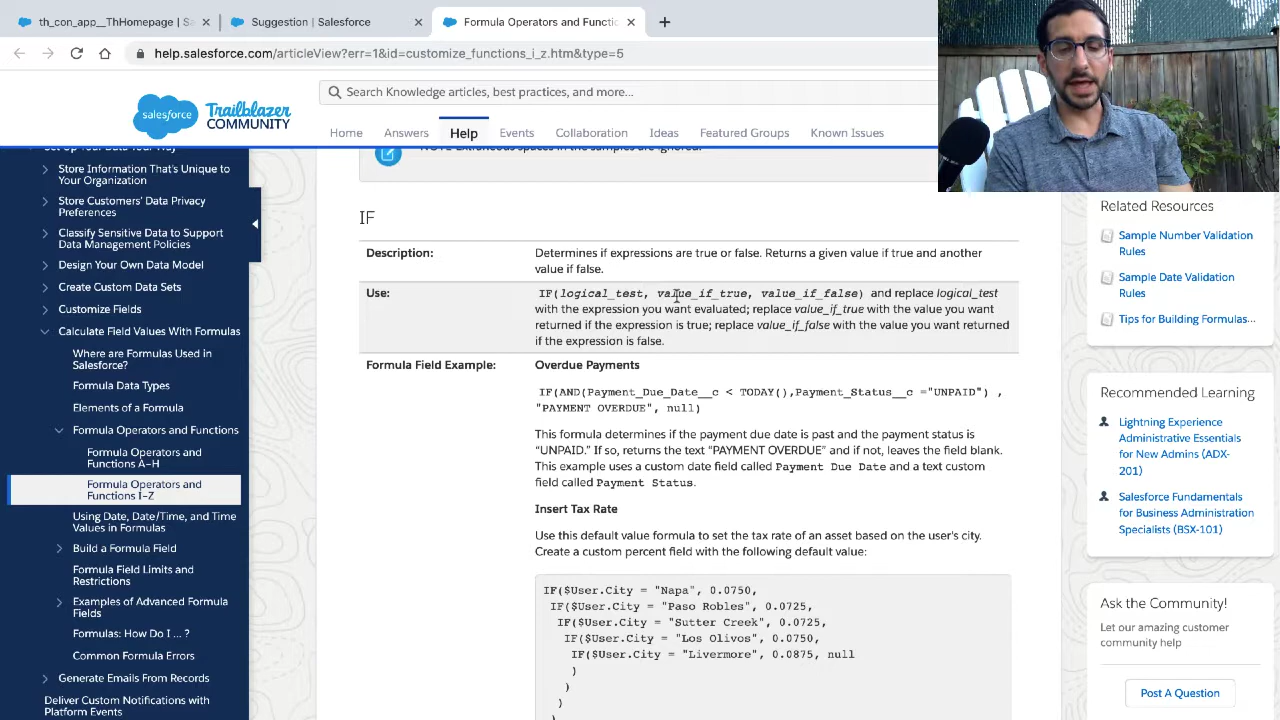 th_con_app__ThHomepage | Sa
Suggestion | Salesforce
Formula Operators and Functio
help.salesforce.com/articleView?err=1&id=customize_functions_i_z.htm&type=5
salesforce
Trailblazer
COMMUNITY
Search knowledge articles, best practices, and more...
Home Answers Help Events Collaboration Ideas Featured Groups Known Issues
Set Up Your Data Your Way
Store Information That's Unique to
Your Organization
Store Customers' Data Privacy
Preferences
Classify Sensitive Data to Support
Data Management Policies
Design Your Own Data Model
Create Custom Data Sets
Customize Fields
Calculate Field Values With Formulas
Where are Formulas Used in
Salesforce?
Formula Data Types
Elements of a Formula
Formula Operators and Functions
Formula Operators and
Functions A–H
Formula Operators and
Functions I–Z
Using Date, Date/Time, and Time
Values in Formulas
Build a Formula Field
Formula Field Limits and
Restrictions
Examples of Advanced Formula
Fields
Formulas: How Do I ... ?
Common Formula Errors
Generate Emails From Records
Deliver Custom Notifications with
Platform Events
NOTE Extraneous spaces in the samples are ignored.
IF
Description: Determines if expressions are true or false. Returns a given value if true and another
value if false.
Use: IF(logical_test, value_if_true, value_if_false) and replace logical_test
with the expression you want evaluated; replace value_if_true with the value you want
returned if the expression is true; replace value_if_false with the value you want returned
if the expression is false.
Formula Field Example: Overdue Payments
IF(AND(Payment_Due_Date__c < TODAY(),Payment_Status__c ="UNPAID") ,
"PAYMENT OVERDUE", null)
This formula determines if the payment due date is past and the payment status is
“UNPAID.” If so, returns the text “PAYMENT OVERDUE” and if not, leaves the field blank.
This example uses a custom date field called Payment Due Date and a text custom
field called Payment Status.
Insert Tax Rate
Use this default value formula to set the tax rate of an asset based on the user's city.
Create a custom percent field with the following default value:
IF($User.City = "Napa", 0.0750,
IF($User.City = "Paso Robles", 0.0725,
IF($User.City = "Sutter Creek", 0.0725,
IF($User.City = "Los Olivos", 0.0750,
IF($User.City = "Livermore", 0.0875, null
)
)
)
)
Related Resources
Sample Number Validation
Rules
Sample Date Validation
Rules
Tips for Building Formulas...
Recommended Learning
Lightning Experience
Administrative Essentials
for New Admins (ADX-
201)
Salesforce Fundamentals
for Business Administration
Specialists (BSX-101)
Ask the Community!
Let our amazing customer
community help
Post A Question